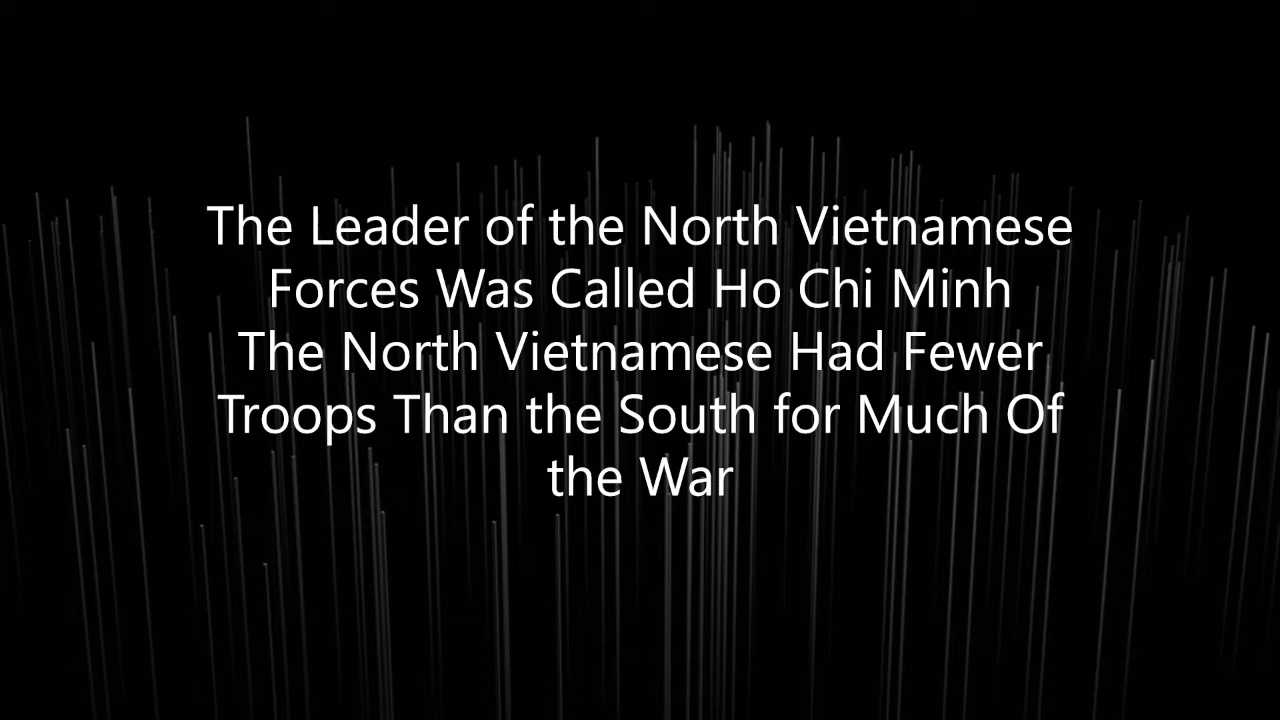 The Leader of the North Vietnamese
Forces Was Called Ho Chi Minh
The North Vietnamese Had Fewer
Troops Than the South for Much Of
the War